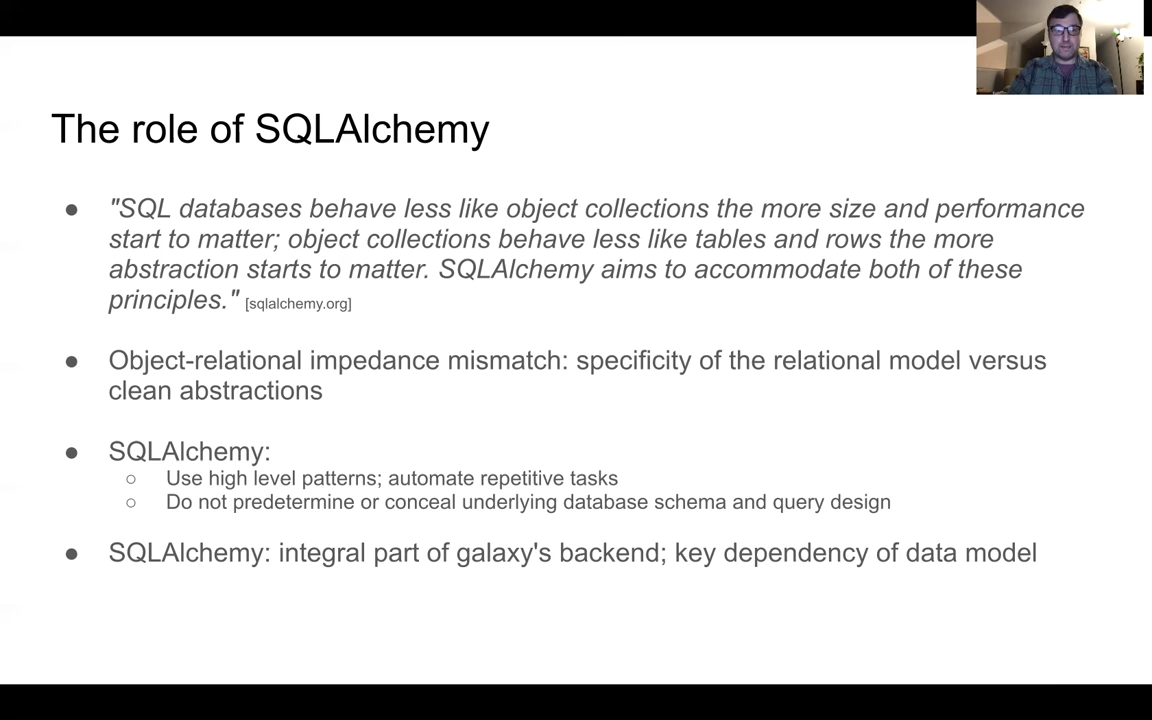 The role of SQLAlchemy
● "SQL databases behave less like object collections the more size and performance
start to matter; object collections behave less like tables and rows the more
abstraction starts to matter. SQLAlchemy aims to accommodate both of these
principles." [sqlalchemy.org]
● Object-relational impedance mismatch: specificity of the relational model versus
clean abstractions
● SQLAlchemy:
○ Use high level patterns; automate repetitive tasks
○ Do not predetermine or conceal underlying database schema and query design
● SQLAlchemy: integral part of galaxy's backend; key dependency of data model